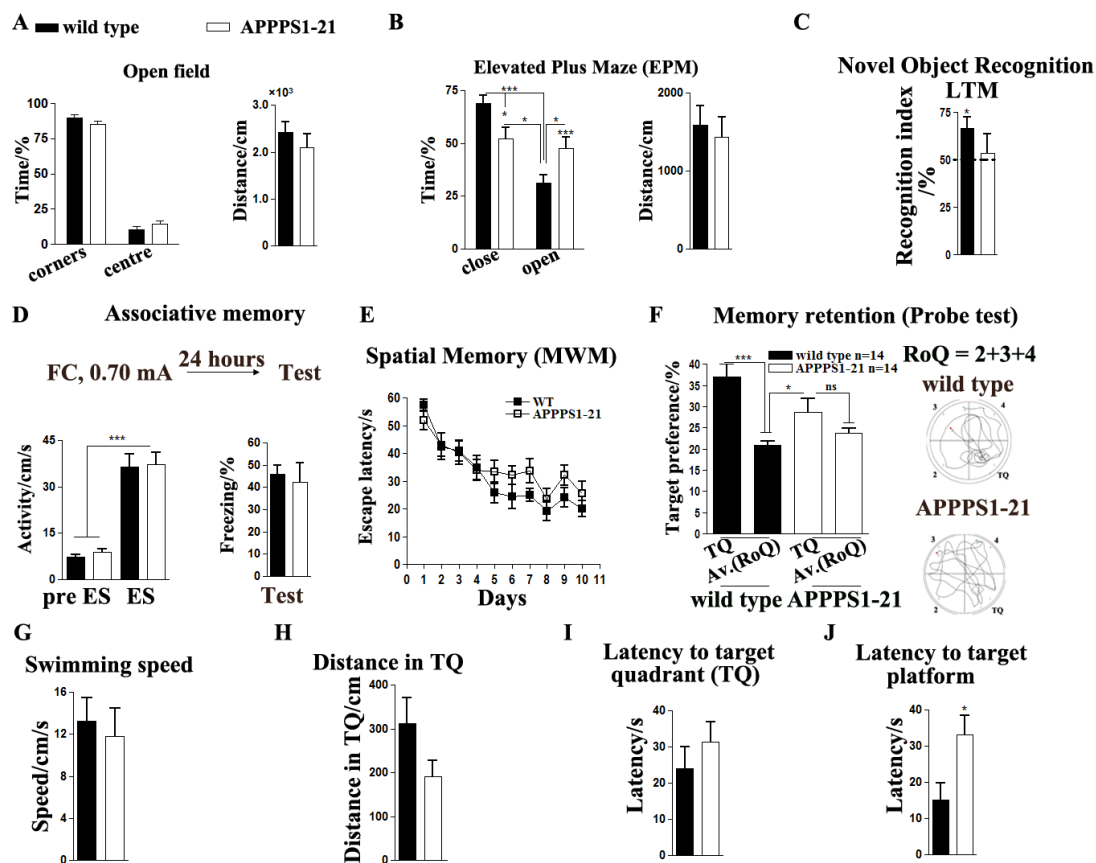 A
wild type
APPPS1-21
Open field
Time/%
100
75
50
25
0
corners
centre
×10³
Distance/cm
3.0
2.0
1.0
0
B
Elevated Plus Maze (EPM)
Time/%
75
50
25
0
***
*
*
*
***
close
open
Distance/cm
2000
1500
1000
500
0
C
Novel Object Recognition
LTM
Recognition index
/%
75
50
25
0
*
D
Associative memory
FC, 0.70 mA
24 hours
Test
Activity/cm/s
45
30
15
0
***
pre ES
ES
Freezing/%
60
50
40
30
20
10
0
Test
E
Spatial Memory (MWM)
Escape latency/s
60
50
40
30
20
10
0
WT
APPPS1-21
0 1 2 3 4 5 6 7 8 9 10 11
Days
F
Memory retention (Probe test)
Target preference/%
40
35
30
25
20
15
10
5
0
wild type n=14
APPPS1-21 n=14
***
*
ns
TQ
Av.(RoQ)
TQ
Av.(RoQ)
wild type APPPS1-21
RoQ = 2+3+4
wild type
3
4
2
TQ
APPPS1-21
3
4
2
TQ
G
Swimming speed
Speed/cm/s
16
12
8
4
0
H
Distance in TQ
Distance in TQ/cm
400
300
200
100
0
I
Latency to target
quadrant (TQ)
Latency/s
40
30
20
10
0
J
Latency to target
platform
Latency/s
40
30
20
10
0
*